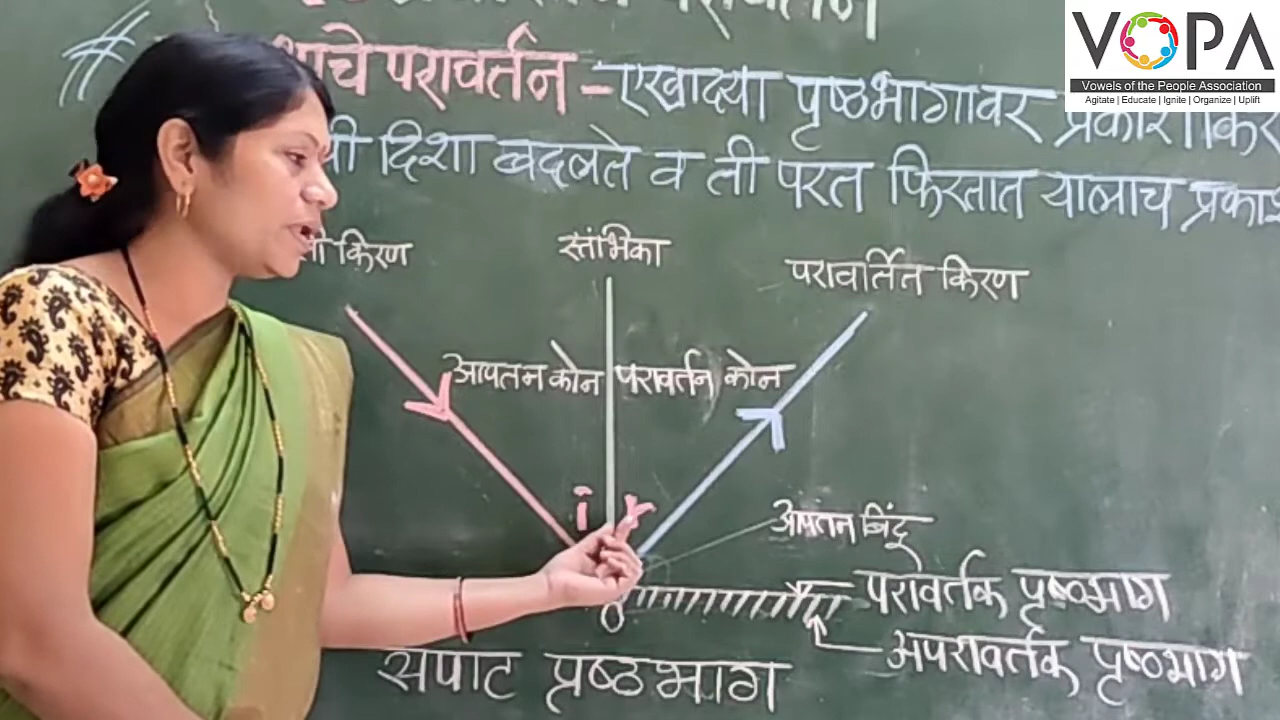 VOPA
Vowels of the People Association
Agitate | Educate | Ignite | Organize | Uplift
परावर्तन - एखाद्या पृष्ठभागावर
दिशा बदलते व ती परत फिरतात यालाच
किरण
स्तंभिका
परावर्तित किरण
आपतन कोन परावर्तन कोन
i r
आपतन बिंदू
परावर्तक पृष्ठभाग
अपरावर्तक पृष्ठभाग
सपाट पृष्ठभाग